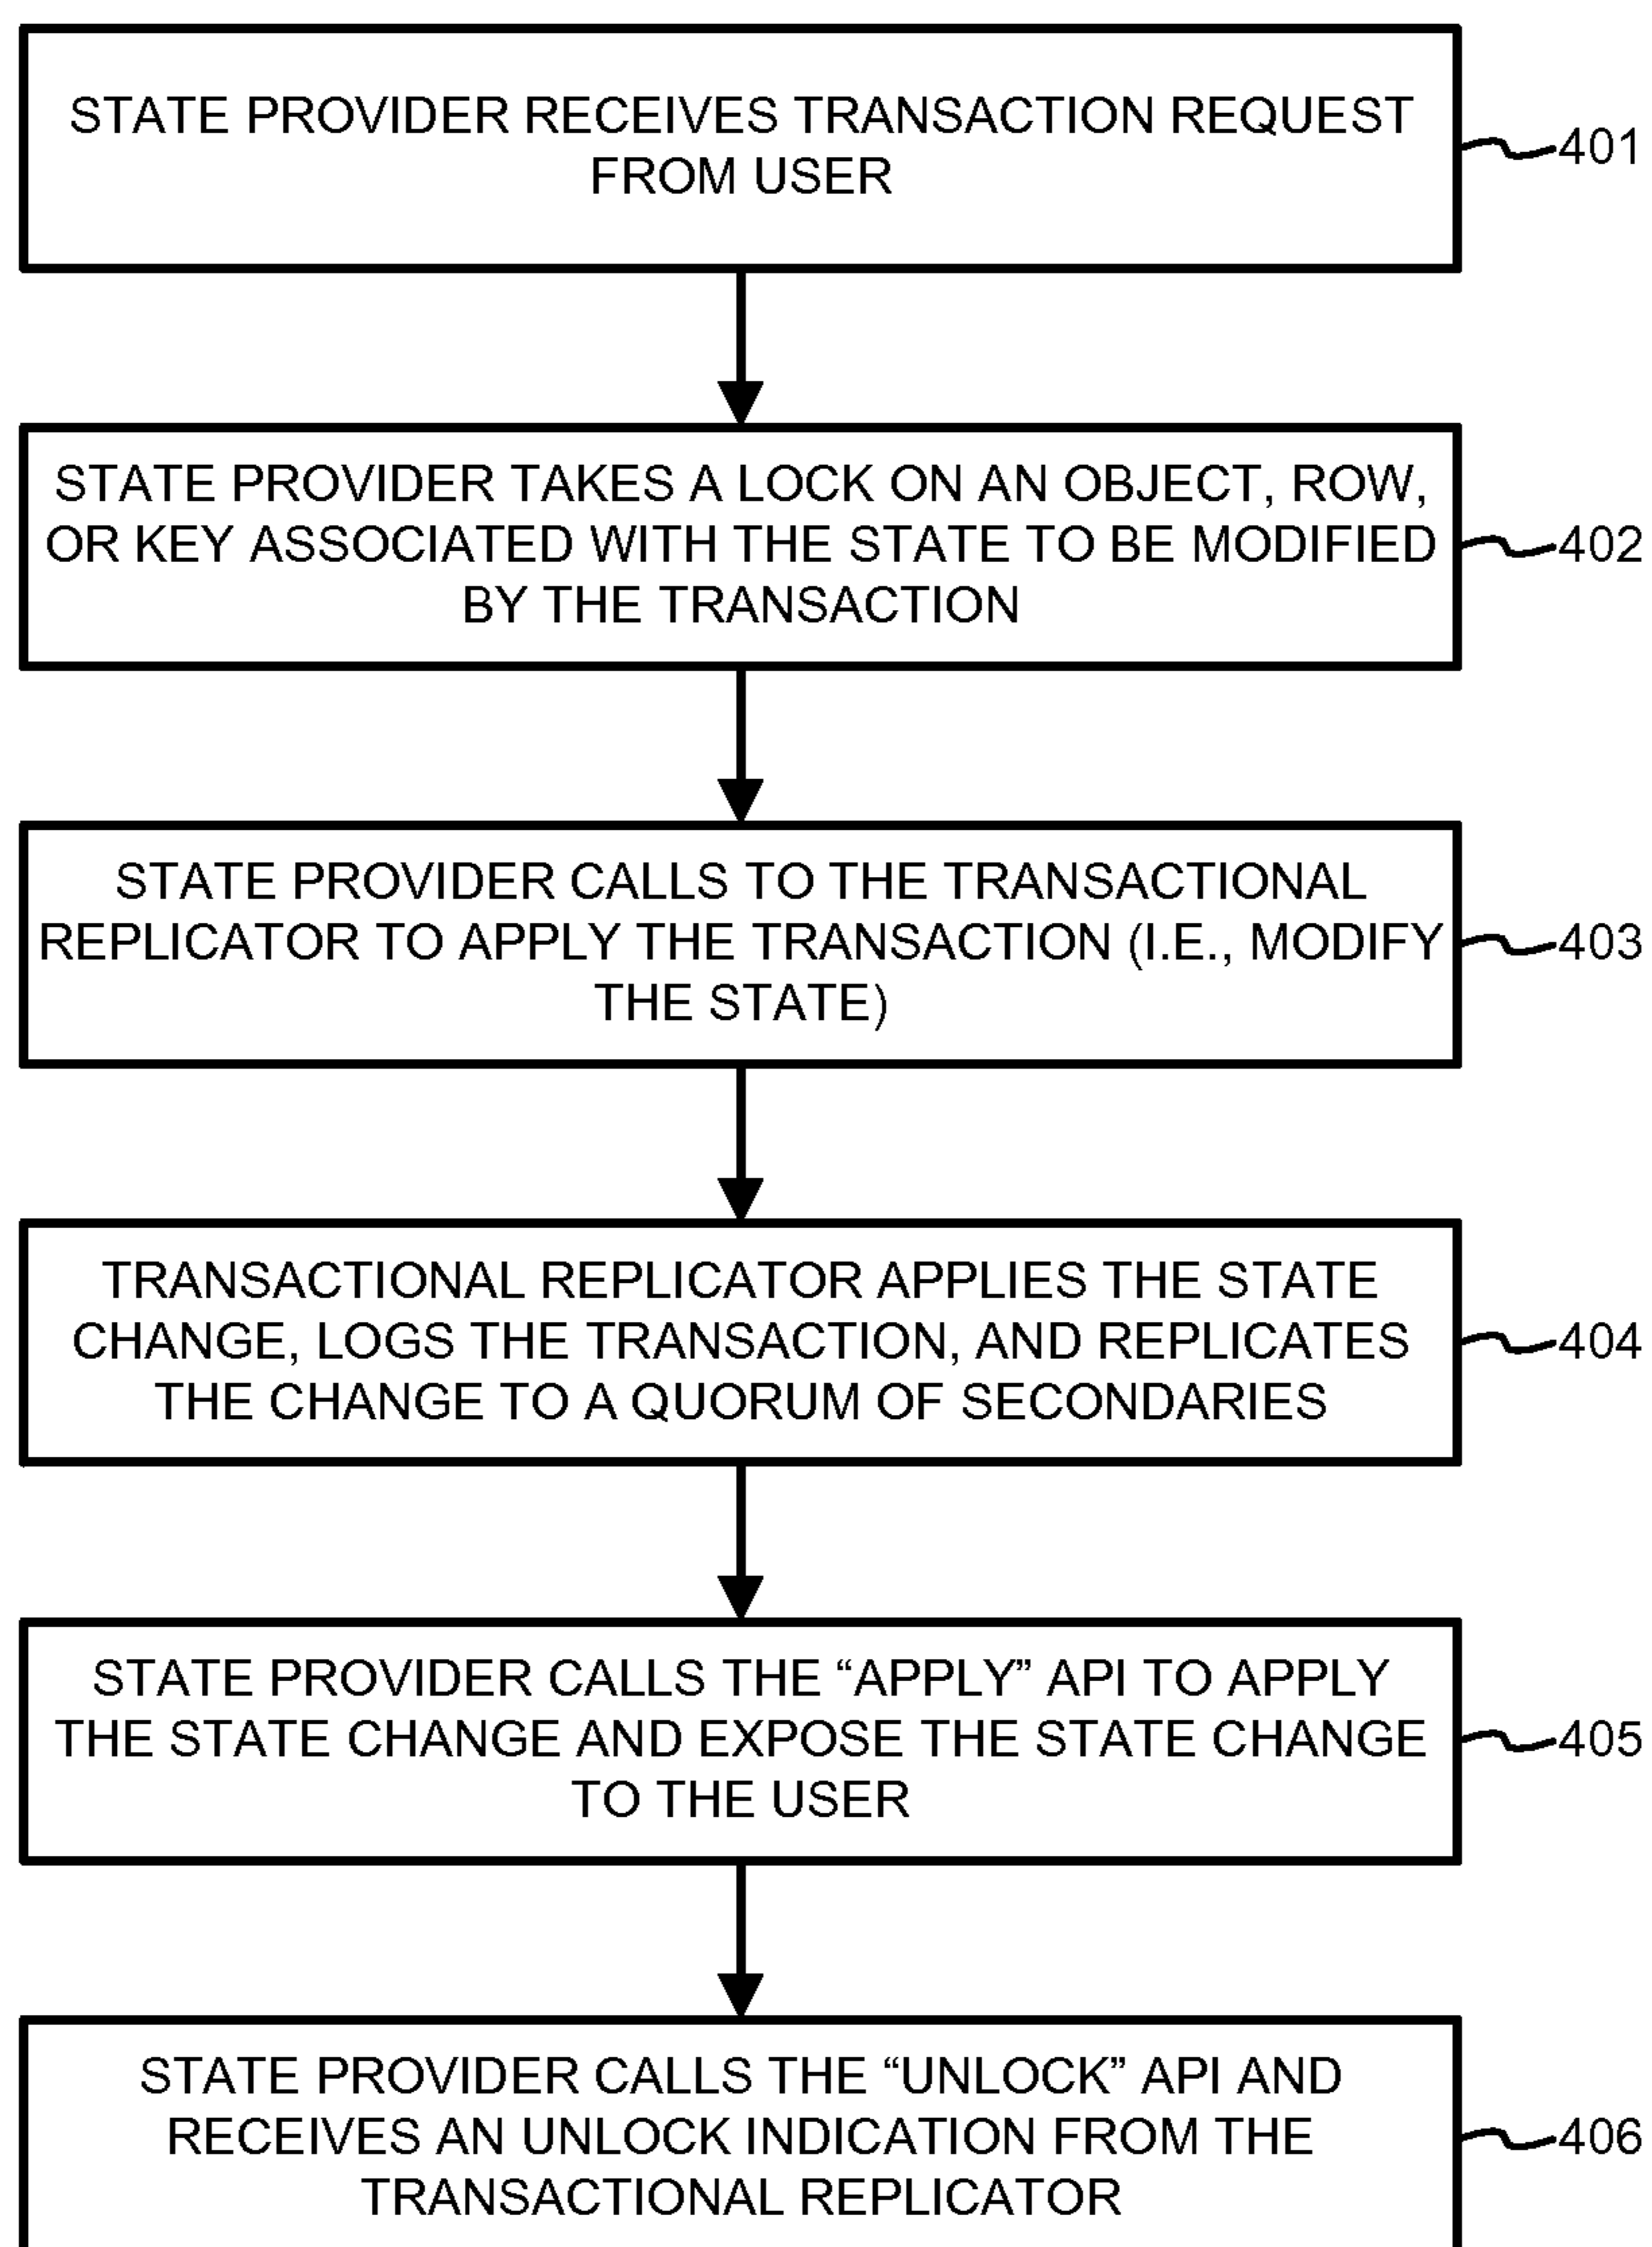 STATE PROVIDER RECEIVES TRANSACTION REQUEST
FROM USER
401
STATE PROVIDER TAKES A LOCK ON AN OBJECT, ROW,
OR KEY ASSOCIATED WITH THE STATE TO BE MODIFIED
BY THE TRANSACTION
402
STATE PROVIDER CALLS TO THE TRANSACTIONAL
REPLICATOR TO APPLY THE TRANSACTION (I.E., MODIFY
THE STATE)
403
TRANSACTIONAL REPLICATOR APPLIES THE STATE
CHANGE, LOGS THE TRANSACTION, AND REPLICATES
THE CHANGE TO A QUORUM OF SECONDARIES
404
STATE PROVIDER CALLS THE “APPLY” API TO APPLY
THE STATE CHANGE AND EXPOSE THE STATE CHANGE
TO THE USER
405
STATE PROVIDER CALLS THE “UNLOCK” API AND
RECEIVES AN UNLOCK INDICATION FROM THE
TRANSACTIONAL REPLICATOR
406